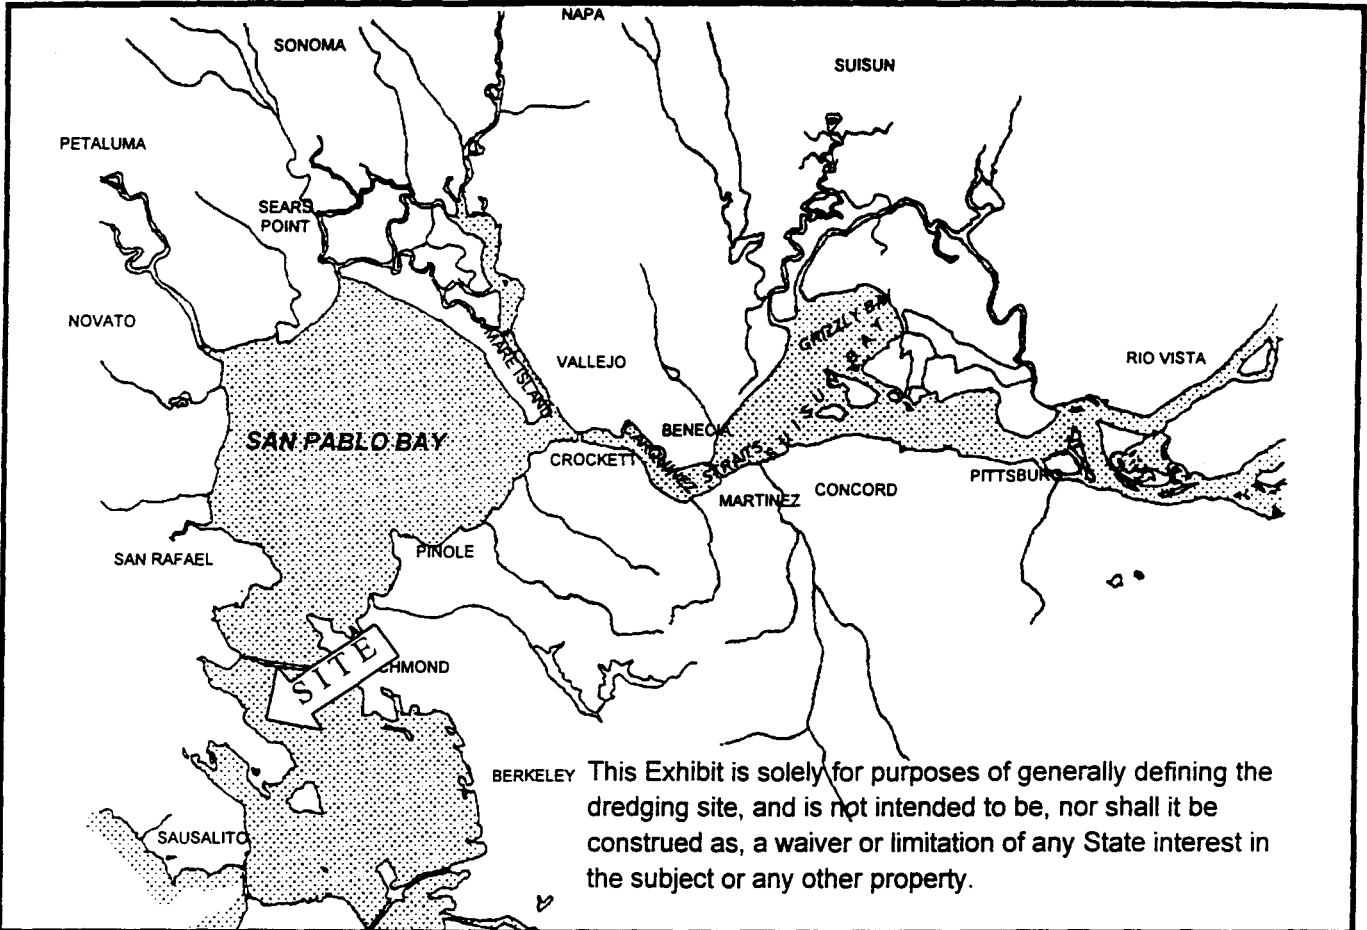 NAPA
SONOMA
SUISUN
PETALUMA
SEARS
POINT
GRIZZLY BAY
NOVATO
MARE ISLAND
VALLEJO
RIO VISTA
SUISUN BAY
SAN PABLO BAY
BENECIA
CARQUINEZ STRAITS
CROCKETT
PITTSBURG
MARTINEZ
CONCORD
SAN RAFAEL
PINOLE
SITE
CHMOND
BERKELEY
This Exhibit is solely for purposes of generally defining the
dredging site, and is not intended to be, nor shall it be
construed as, a waiver or limitation of any State interest in
the subject or any other property.
SAUSALITO